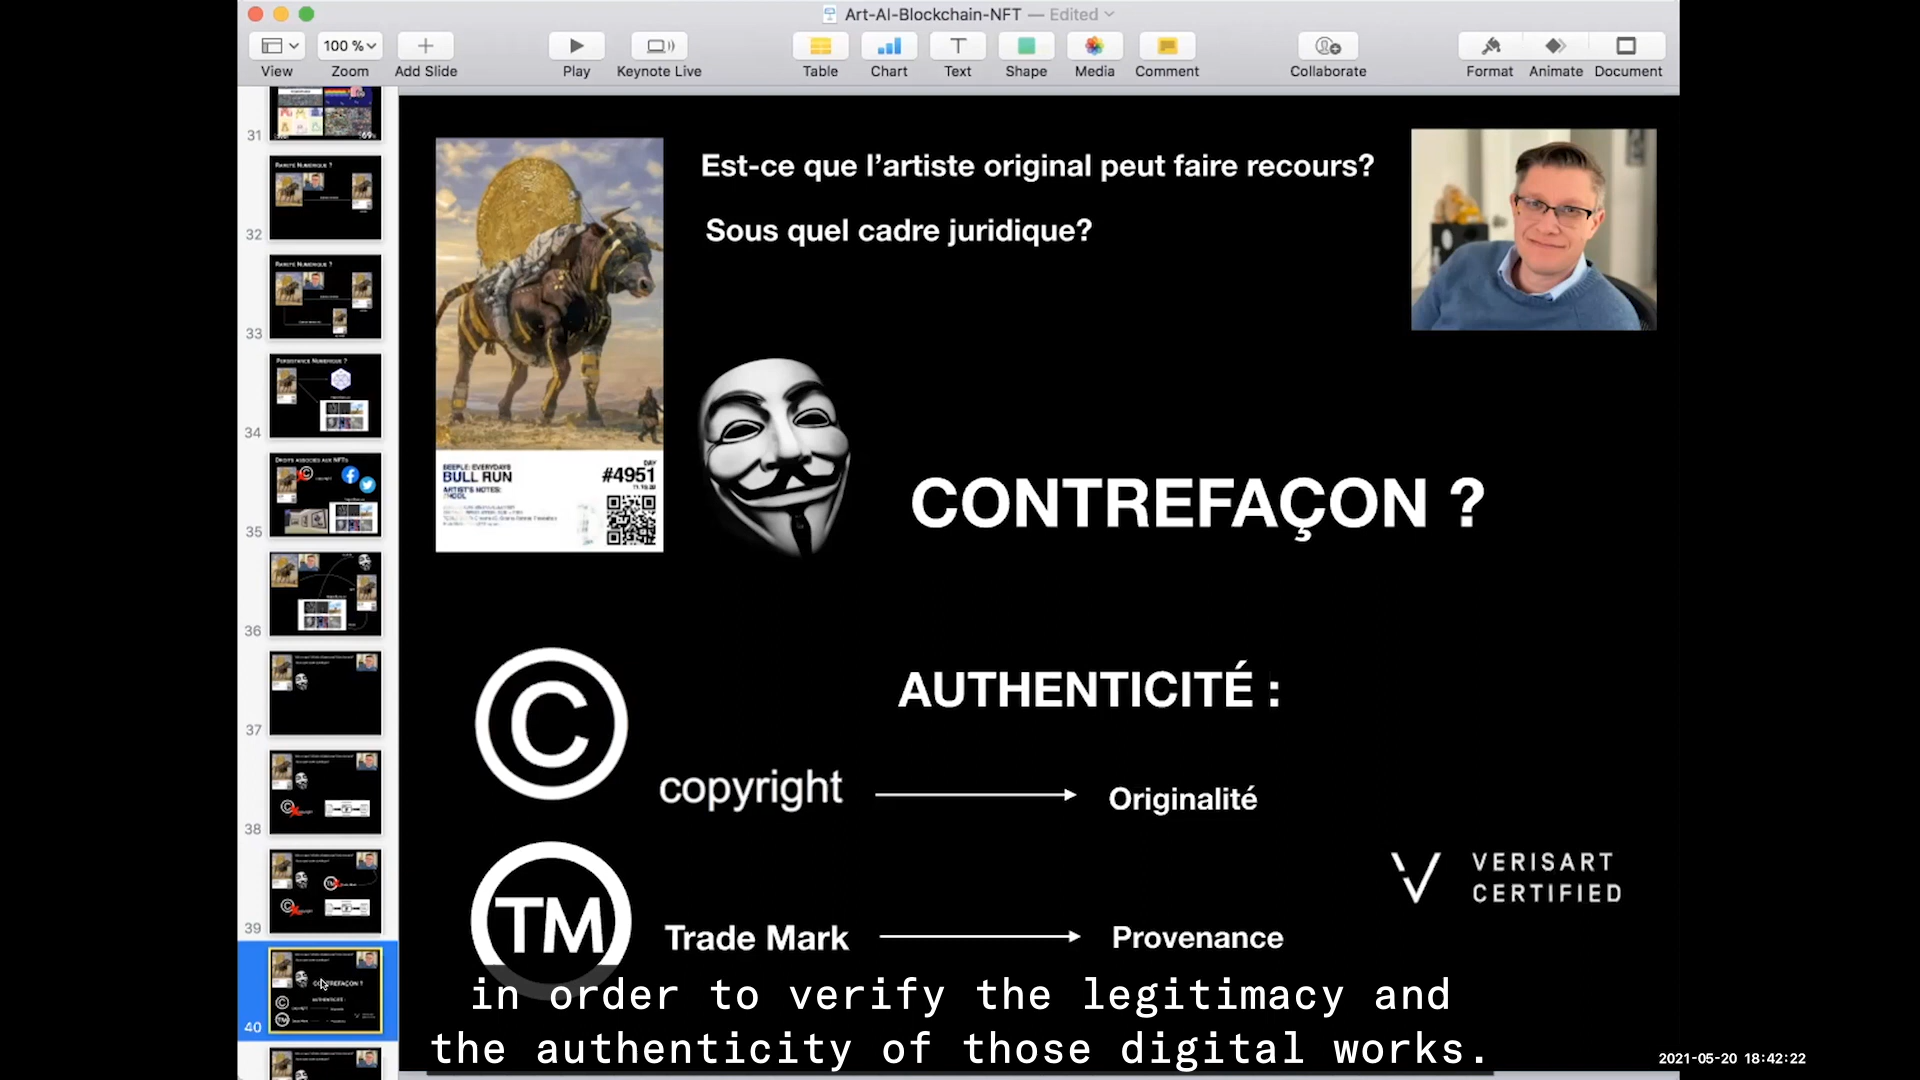 Art-AI-Blockchain-NFT — Edited
100 %
View
Zoom
Add Slide
Play
Keynote Live
Table
Chart
Text
Shape
Media
Comment
Collaborate
Format
Animate
Document
31
32
33
34
35
36
37
38
39
40
Est-ce que l'artiste original peut faire recours?
Sous quel cadre juridique?
BEEPLE: EVERYDAYS
BULL RUN
ARTIST'S NOTES:
DAY
#4951
CONTREFAÇON ?
AUTHENTICITÉ :
C
copyright
Originalité
TM
Trade Mark
Provenance
VERISART
CERTIFIED
in order to verify the legitimacy and
the authenticity of those digital works.
2021-05-20 18:42:22